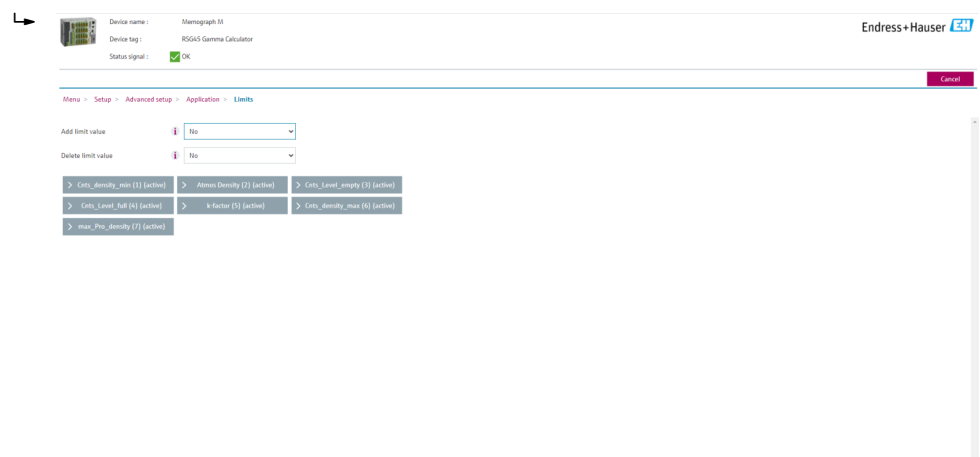 Device name : Memograph M
Endress+Hauser EH
Device tag : RSG45 Gamma Calculator
Status signal : OK
Cancel
Menu > Setup > Advanced setup > Application > Limits
Add limit value i No
Delete limit value i No
> Cnts_density_min (1) (active) > Atmos Density (2) (active) > Cnts_Level_empty (3) (active)
> Cnts_Level_full (4) (active) > k-factor (5) (active) > Cnts_density_max (6) (active)
> max_Pro_density (7) (active)